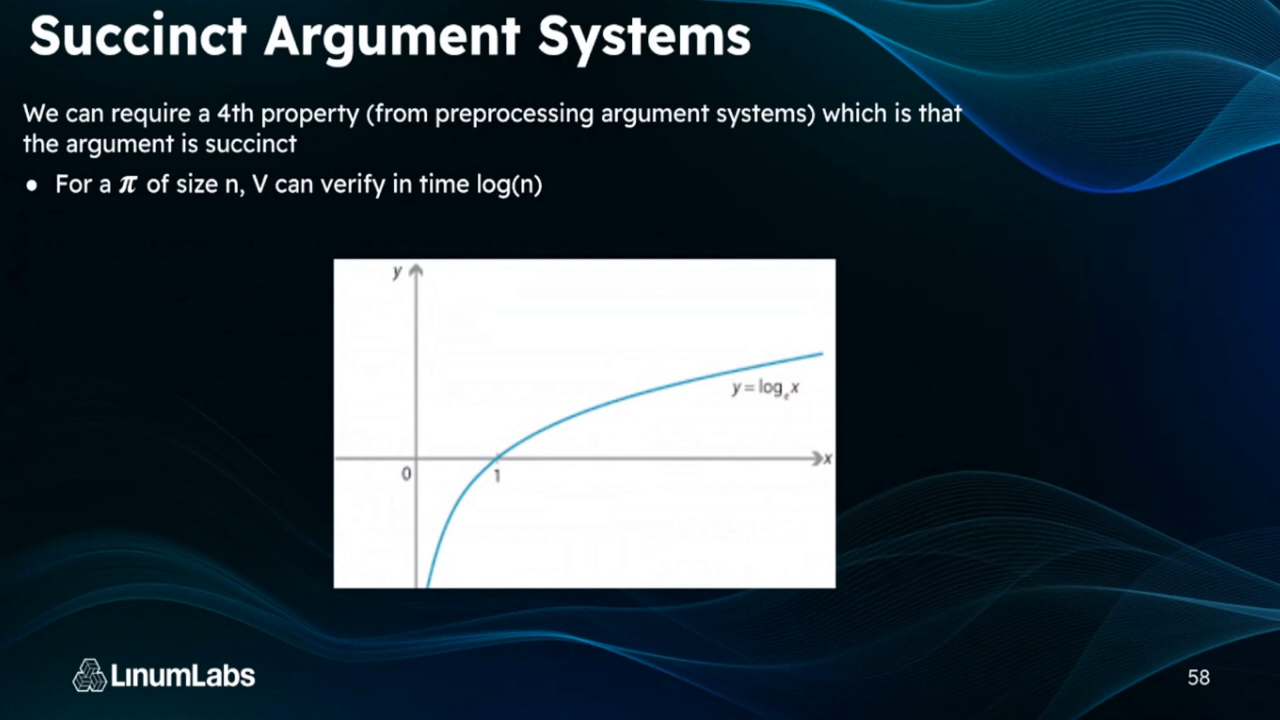 Succinct Argument Systems
We can require a 4th property (from preprocessing argument systems) which is that
the argument is succinct
● For a π of size n, V can verify in time log(n)
y
y = logₑx
0
1
x
LINUMLABS
58